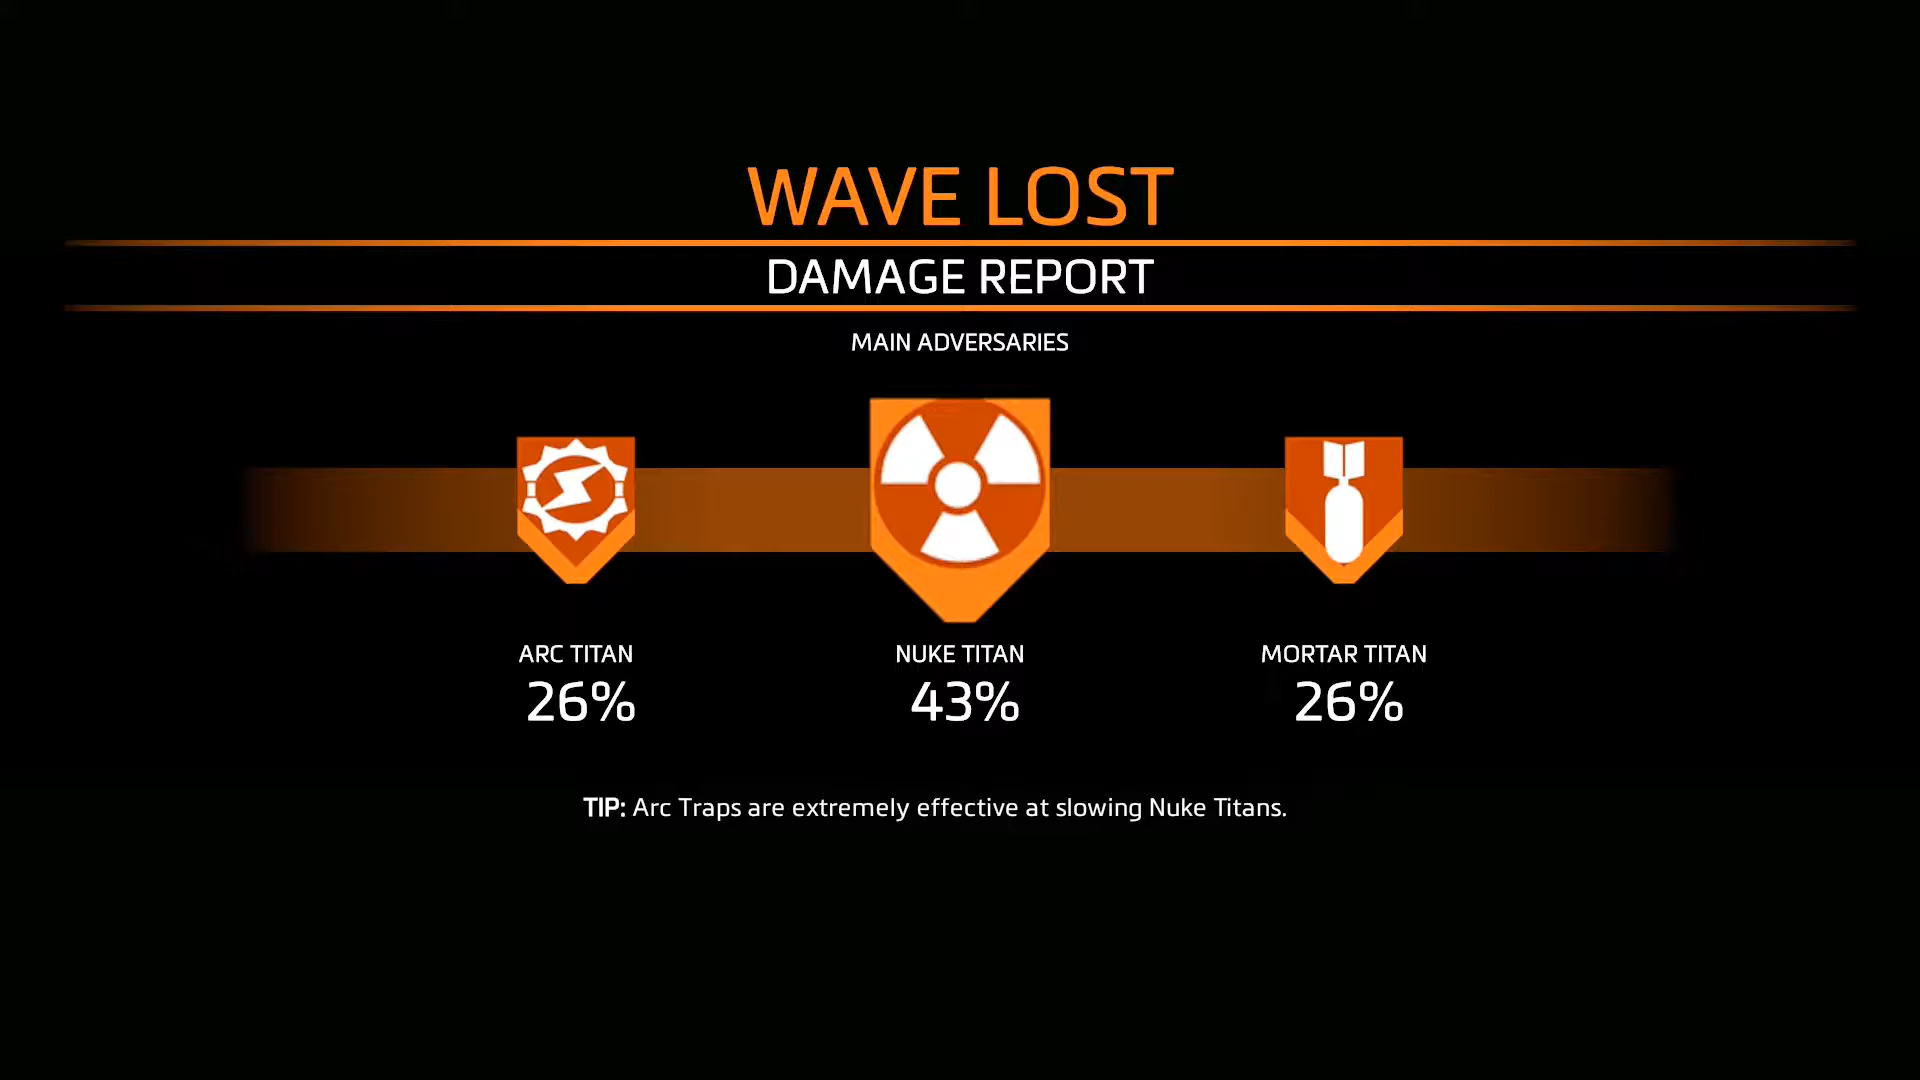 WAVE LOST
DAMAGE REPORT
MAIN ADVERSARIES
ARC TITAN
26%
NUKE TITAN
43%
MORTAR TITAN
26%
TIP: Arc Traps are extremely effective at slowing Nuke Titans.